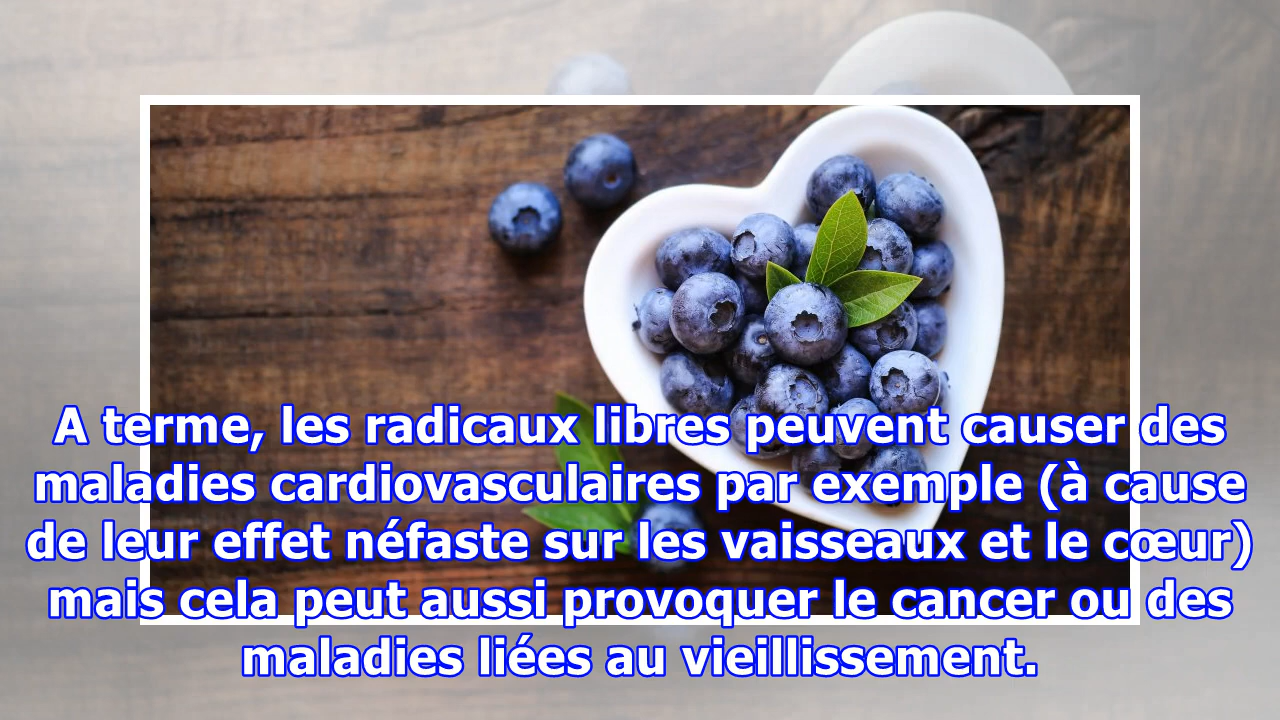 A terme, les radicaux libres peuvent causer des
maladies cardiovasculaires par exemple (à cause
de leur effet néfaste sur les vaisseaux et le cœur)
mais cela peut aussi provoquer le cancer ou des
maladies liées au vieillissement.